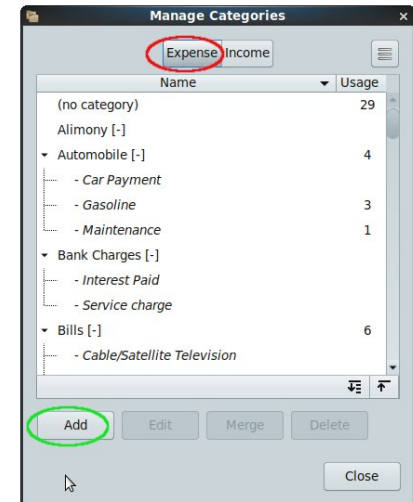 Manage Categories
Expense Income
Name Usage
(no category) 29
Alimony [-]
Automobile [-] 4
- Car Payment
- Gasoline 3
- Maintenance 1
Bank Charges [-]
- Interest Paid
- Service charge
Bills [-] 6
- Cable/Satellite Television
Add Edit Merge Delete
Close